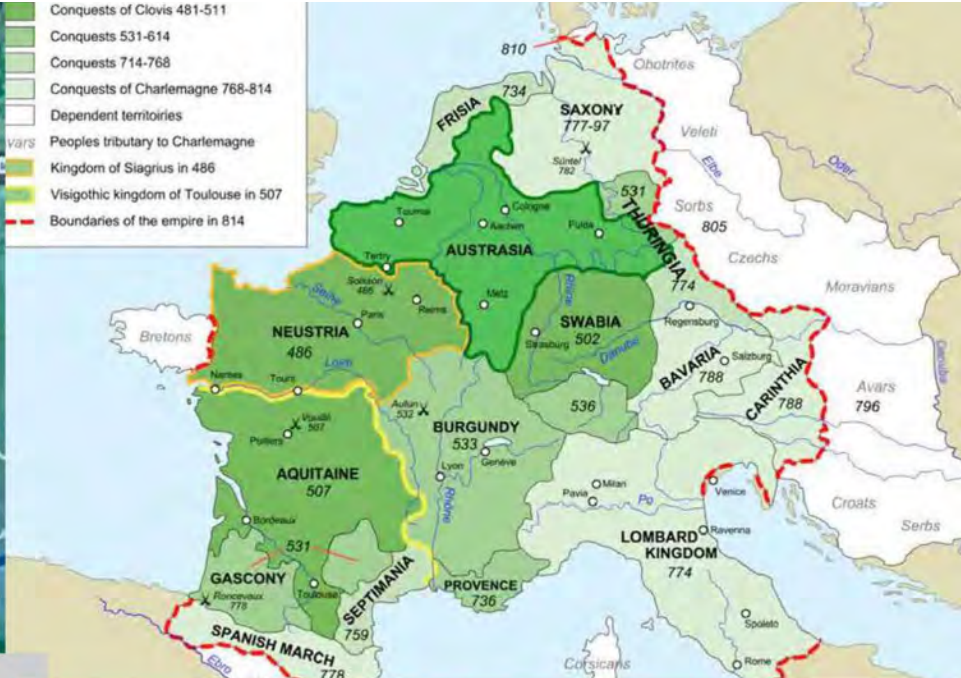 Conquests of Clovis 481-511
Conquests 531-614
Conquests 714-768
Conquests of Charlemagne 768-814
Dependent territoiries
vars Peoples tributary to Charlemagne
Kingdom of Siagrius in 486
Visigothic kingdom of Toulouse in 507
Boundaries of the empire in 814
810
Obotrites
734
FRISIA
SAXONY
777-97
Süntel
782
Veleti
Elbe
Oder
531
THURINGIA
Sorbs
805
Tournai
Cologne
Aachen
Fulda
AUSTRASIA
Czechs
Tertry
Soisson
486
Reims
Metz
774
Moravians
Seine
Paris
NEUSTRIA
486
Rhine
SWABIA
502
Strasburg
Danube
Regensburg
Bretons
Loire
BAVARIA
788
Salzburg
CARINTHIA
788
Danube
Avars
796
Nantes
Tours
Autun
532
536
Vouillé
507
Poitiers
BURGUNDY
533
Genève
Lyon
AQUITAINE
507
Rhône
Milan
Pavia
Po
Venice
Croats
Serbs
Bordeaux
531
Ravenna
LOMBARD
KINGDOM
774
GASCONY
Roncevaux
778
Toulouse
SEPTIMANIA
759
PROVENCE
736
Spoleto
SPANISH MARCH
778
Ebro
Corsicans
Rome